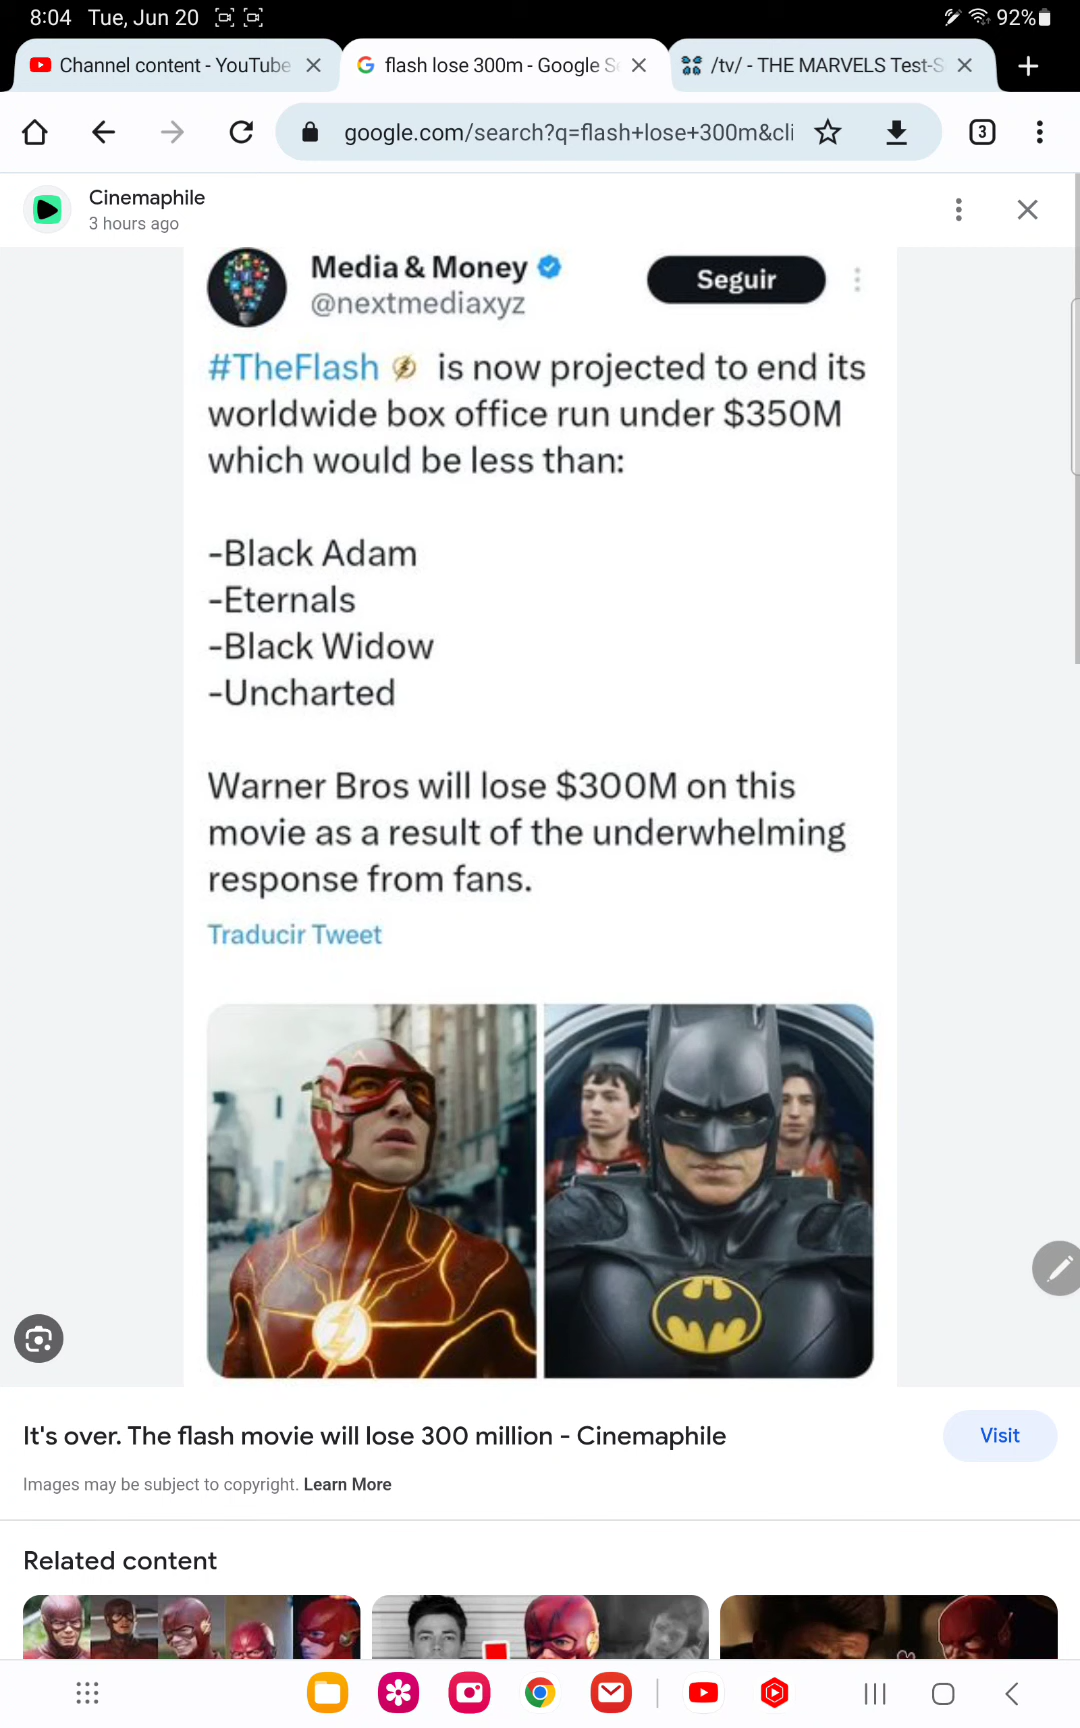 8:04 Tue, Jun 20
92%
Channel content - YouTube
flash lose 300m - Google S
/tv/ - THE MARVELS Test-S
google.com/search?q=flash+lose+300m&cli
3
Cinemaphile
3 hours ago
Media & Money
@nextmediaxyz
Seguir
#TheFlash is now projected to end its
worldwide box office run under $350M
which would be less than:
-Black Adam
-Eternals
-Black Widow
-Uncharted
Warner Bros will lose $300M on this
movie as a result of the underwhelming
response from fans.
Traducir Tweet
It's over. The flash movie will lose 300 million - Cinemaphile
Visit
Images may be subject to copyright. Learn More
Related content